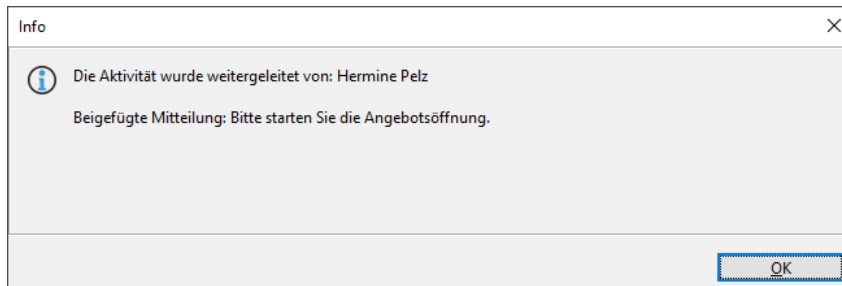 Info
Die Aktivität wurde weitergeleitet von: Hermine Pelz
Beigefügte Mitteilung: Bitte starten Sie die Angebotsöffnung.
OK